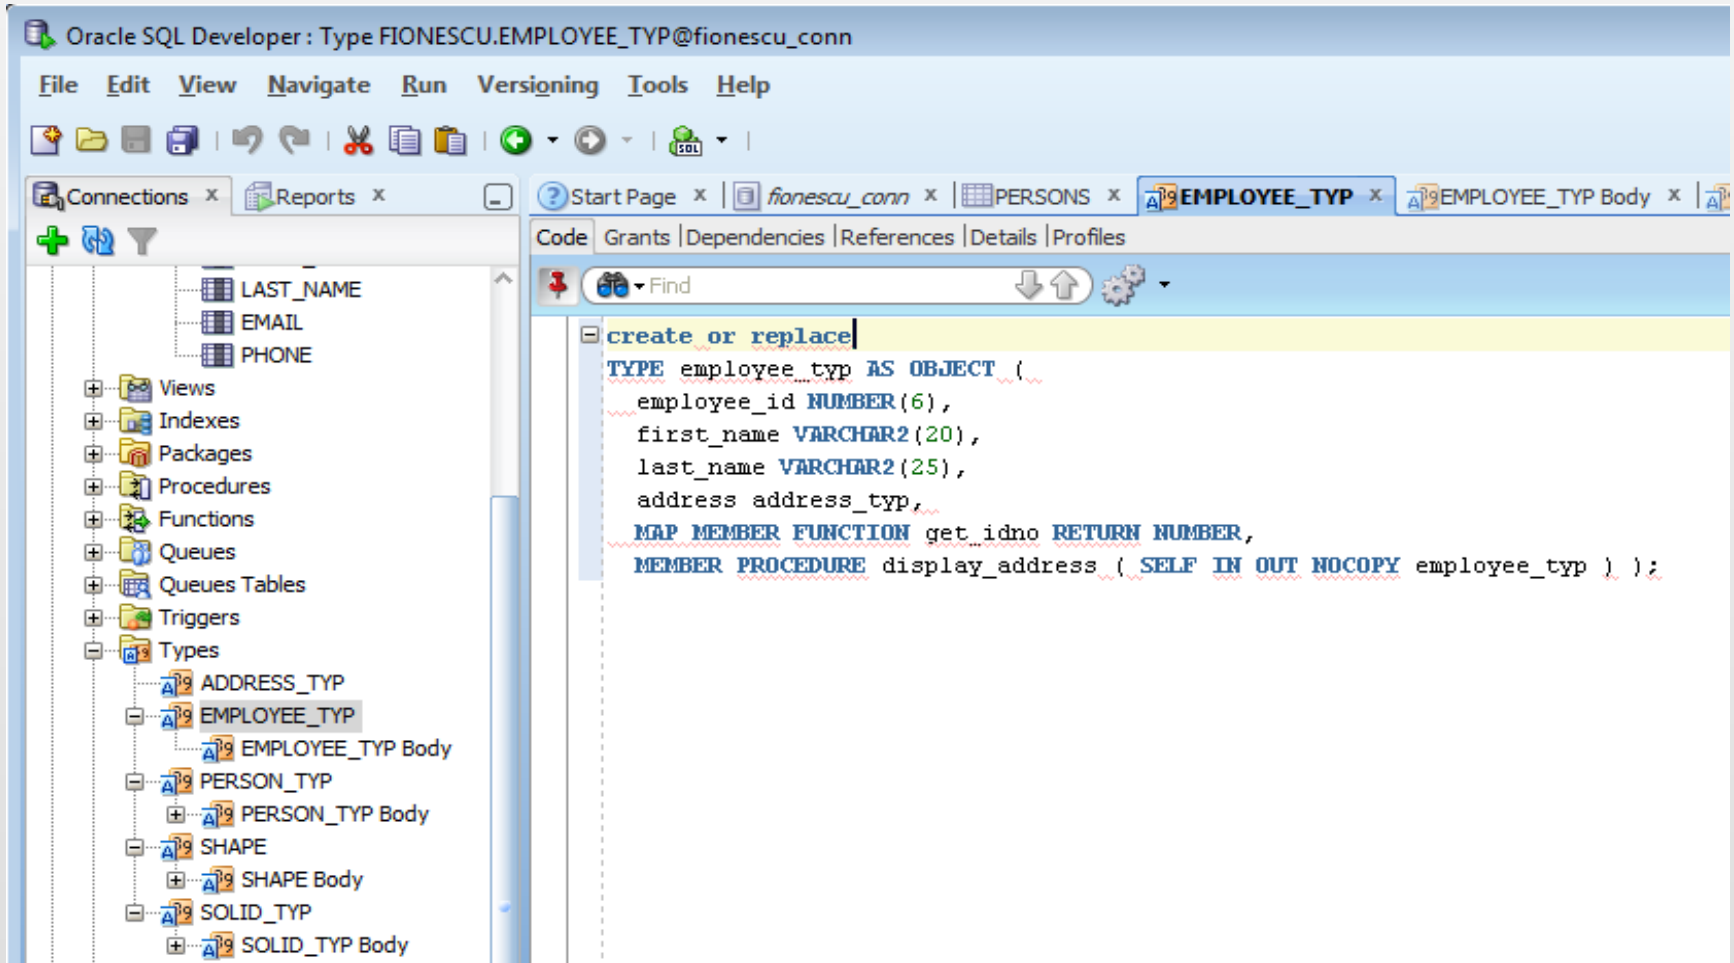 Oracle SQL Developer : Type FIONESCU.EMPLOYEE_TYP@fionescu_conn
File Edit View Navigate Run Versioning Tools Help
SQL
Connections x Reports x
Start Page x fionescu_conn x PERSONS x EMPLOYEE_TYP x EMPLOYEE_TYP Body x
Code Grants Dependencies References Details Profiles
Find
LAST_NAME
EMAIL
PHONE
Views
Indexes
Packages
Procedures
Functions
Queues
Queues Tables
Triggers
Types
ADDRESS_TYP
EMPLOYEE_TYP
EMPLOYEE_TYP Body
PERSON_TYP
PERSON_TYP Body
SHAPE
SHAPE Body
SOLID_TYP
SOLID_TYP Body
create or replace
TYPE employee_typ AS OBJECT (
employee_id NUMBER(6),
first_name VARCHAR2(20),
last_name VARCHAR2(25),
address address_typ,
MAP MEMBER FUNCTION get_idno RETURN NUMBER,
MEMBER PROCEDURE display_address ( SELF IN OUT NOCOPY employee_typ ) );